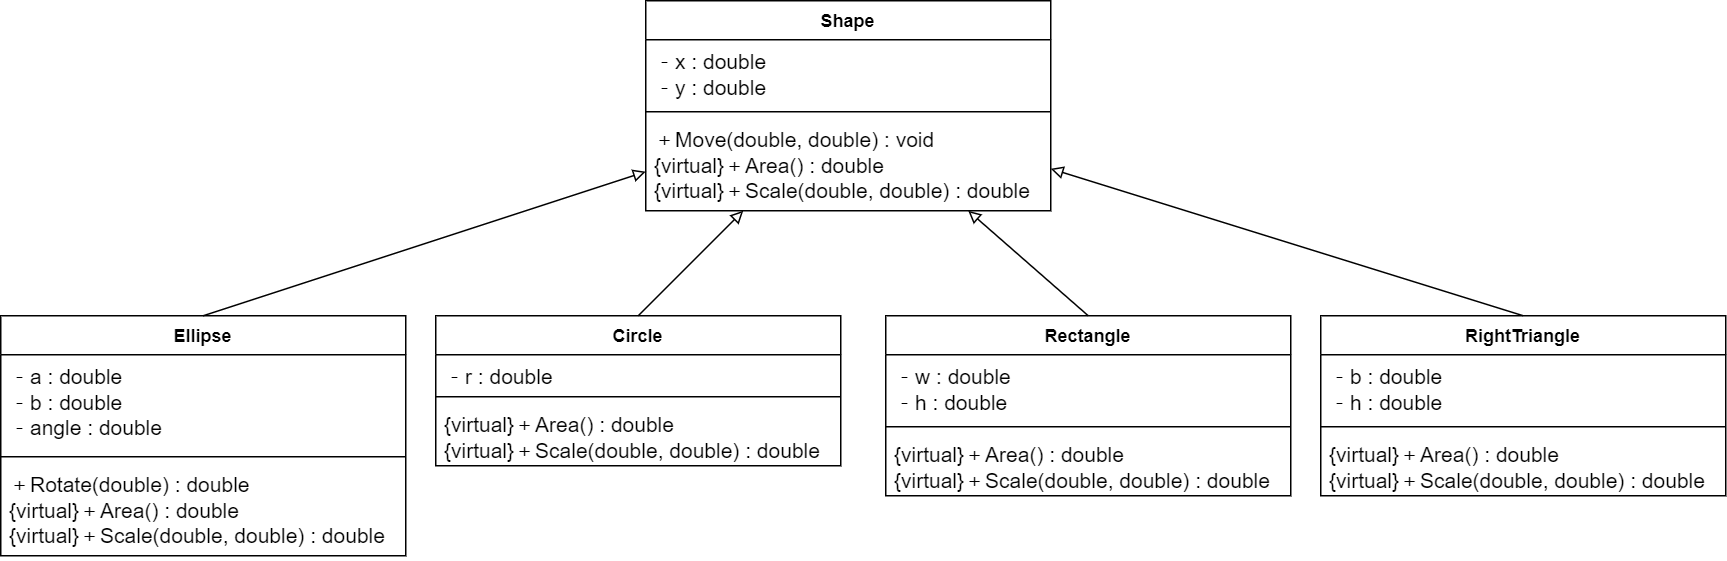 Shape
- x : double
- y : double
+ Move(double, double) : void
{virtual} + Area() : double
{virtual} + Scale(double, double) : double
Ellipse
- a : double
- b : double
- angle : double
+ Rotate(double) : double
{virtual} + Area() : double
{virtual} + Scale(double, double) : double
Circle
- r : double
{virtual} + Area() : double
{virtual} + Scale(double, double) : double
Rectangle
- w : double
- h : double
{virtual} + Area() : double
{virtual} + Scale(double, double) : double
RightTriangle
- b : double
- h : double
{virtual} + Area() : double
{virtual} + Scale(double, double) : double